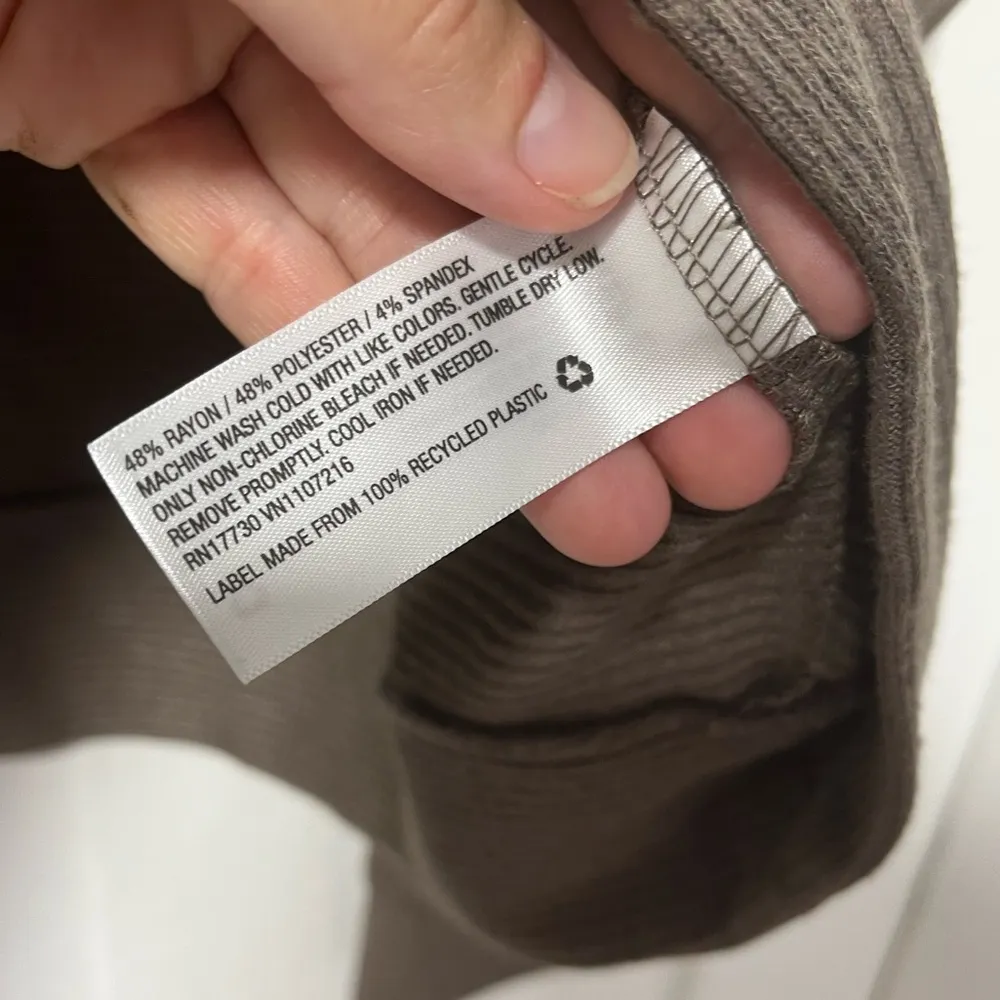 48% RAYON / 48% POLYESTER / 4% SPANDEX
MACHINE WASH COLD WITH LIKE COLORS. GENTLE CYCLE.
ONLY NON-CHLORINE BLEACH IF NEEDED. TUMBLE DRY LOW.
REMOVE PROMPTLY. COOL IRON IF NEEDED.
RN17730 VN1107216
LABEL MADE FROM 100% RECYCLED PLASTIC